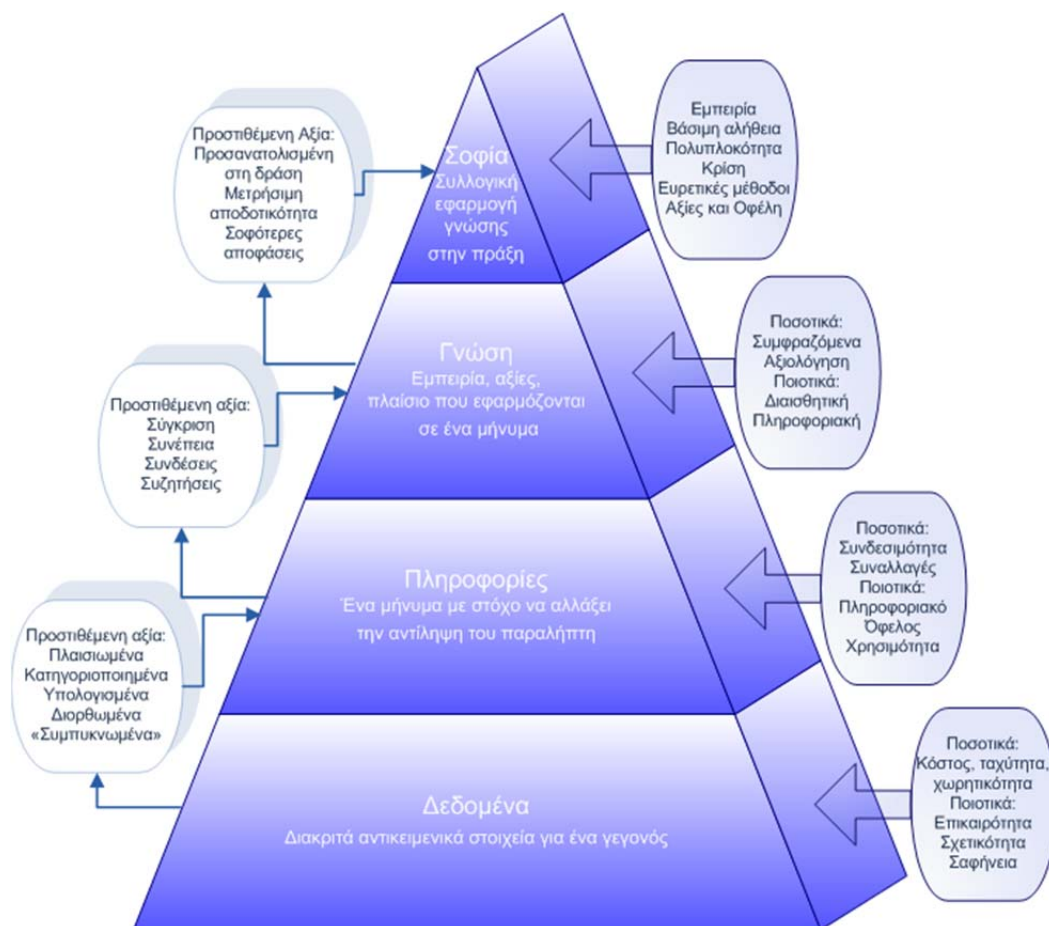 Προστιθέμενη Αξία:
Προσανατολισμένη
στη δράση
Μετρήσιμη
αποδοτικότητα
Σοφότερες
αποφάσεις
Σοφία
Συλλογική
εφαρμογή
γνώσης
στην πράξη
Εμπειρία
Βάσιμη αλήθεια
Πολυπλοκότητα
Κρίση
Ευρετικές μέθοδοι
Αξίες και Οφέλη
Προστιθέμενη αξία:
Σύγκριση
Συνέπεια
Συνδέσεις
Συζητήσεις
Γνώση
Εμπειρία, αξίες,
πλαίσιο που εφαρμόζονται
σε ένα μήνυμα
Ποσοτικά:
Συμφραζόμενα
Αξιολόγηση
Ποιοτικά:
Διαισθητική
Πληροφοριακή
Προστιθέμενη αξία:
Πλαισιωμένα
Κατηγοριοποιημένα
Υπολογισμένα
Διορθωμένα
«Συμπυκνωμένα»
Πληροφορίες
Ένα μήνυμα με στόχο να αλλάξει
την αντίληψη του παραλήπτη
Ποσοτικά:
Συνδεσιμότητα
Συναλλαγές
Ποιοτικά:
Πληροφοριακό
Όφελος
Χρησιμότητα
Δεδομένα
Διακριτά αντικειμενικά στοιχεία για ένα γεγονός
Ποσοτικά:
Κόστος, ταχύτητα,
χωρητικότητα
Ποιοτικά:
Επικαιρότητα
Σχετικότητα
Σαφήνεια